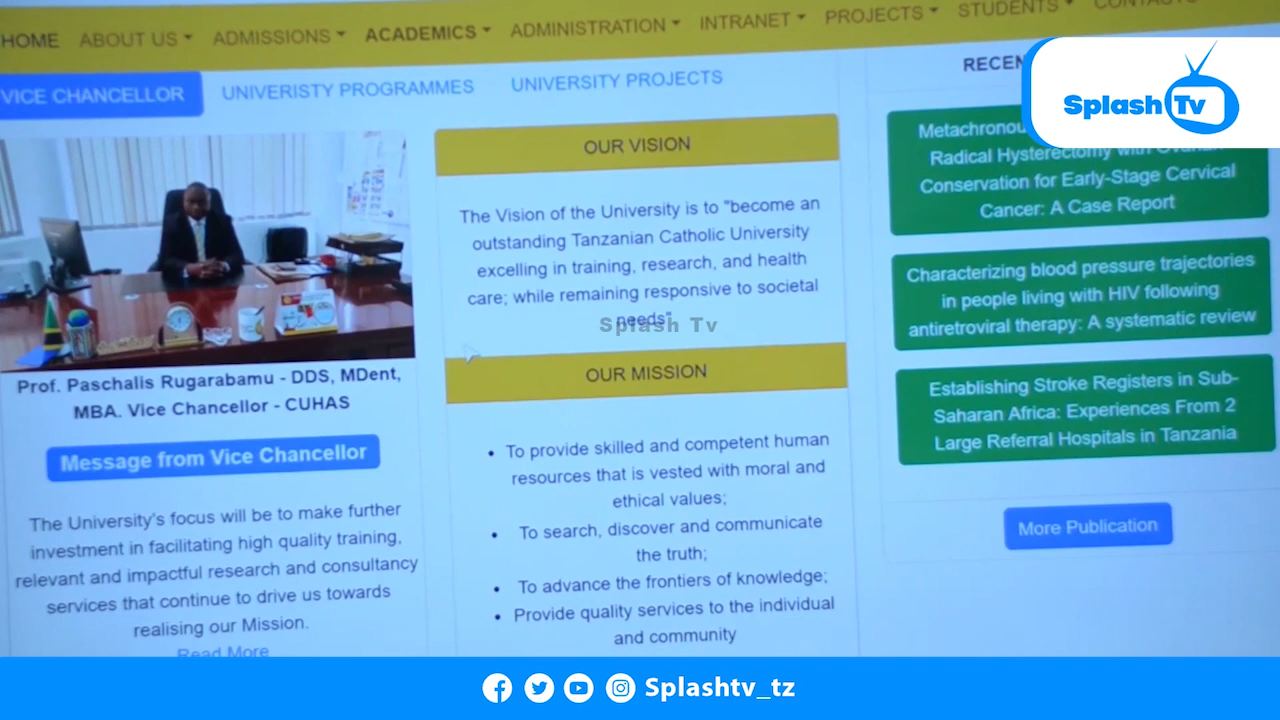 HOME ABOUT US ADMISSIONS ACADEMICS ADMINISTRATION INTRANET PROJECTS STUDENTS CONTACTS
VICE CHANCELLOR UNIVERISTY PROGRAMMES UNIVERSITY PROJECTS
Prof. Paschalis Rugarabamu - DDS, MDent,
MBA. Vice Chancellor - CUHAS
Message from Vice Chancellor
The University's focus will be to make further
investment in facilitating high quality training,
relevant and impactful research and consultancy
services that continue to drive us towards
realising our Mission.
Read More
OUR VISION
The Vision of the University is to "become an
outstanding Tanzanian Catholic University
excelling in training, research, and health
care; while remaining responsive to societal
needs"
Splash Tv
OUR MISSION
• To provide skilled and competent human
resources that is vested with moral and
ethical values;
• To search, discover and communicate
the truth;
• To advance the frontiers of knowledge;
• Provide quality services to the individual
and community
Splash Tv
Radical Hysterectomy with
Conservation for Early-Stage Cervical
Cancer: A Case Report
Characterizing blood pressure trajectories
in people living with HIV following
antiretroviral therapy: A systematic review
Establishing Stroke Registers in Sub-
Saharan Africa: Experiences From 2
Large Referral Hospitals in Tanzania
More Publication
Splashtv_tz